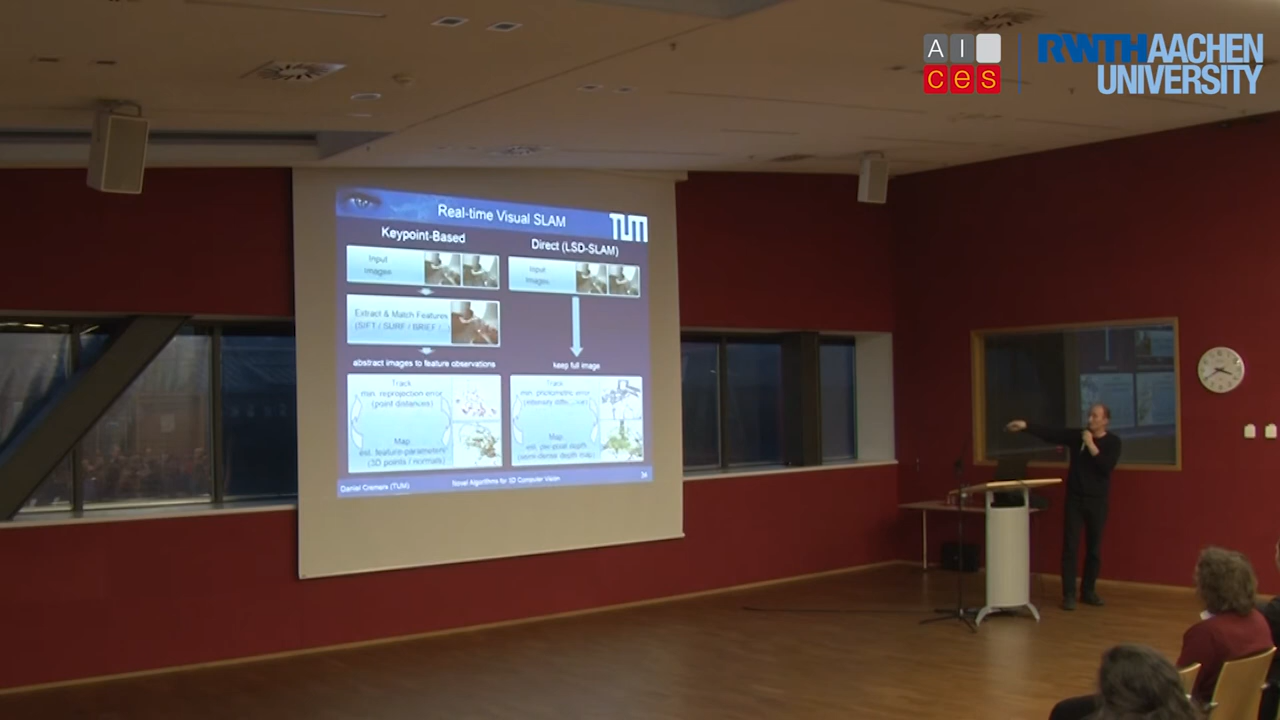 AI
ces
RWTHAACHEN
UNIVERSITY
Real-time Visual SLAM
TUM
Keypoint-Based
Input
Images
Extract & Match Features
(SIFT / SURF / BRIEF /
abstract images to feature observations
Track
min. reprojection error
(point distances)
Map
est. feature-parameters
(3D points / normals)
Direct (LSD-SLAM)
Input
Images
keep full image
Track
min. photometric error
(intensity
Map
est. per-pixel depth
(semi-dense depth map)
Daniel Cremers (TUM)
Novel Algorithms for 3D Computer Vision